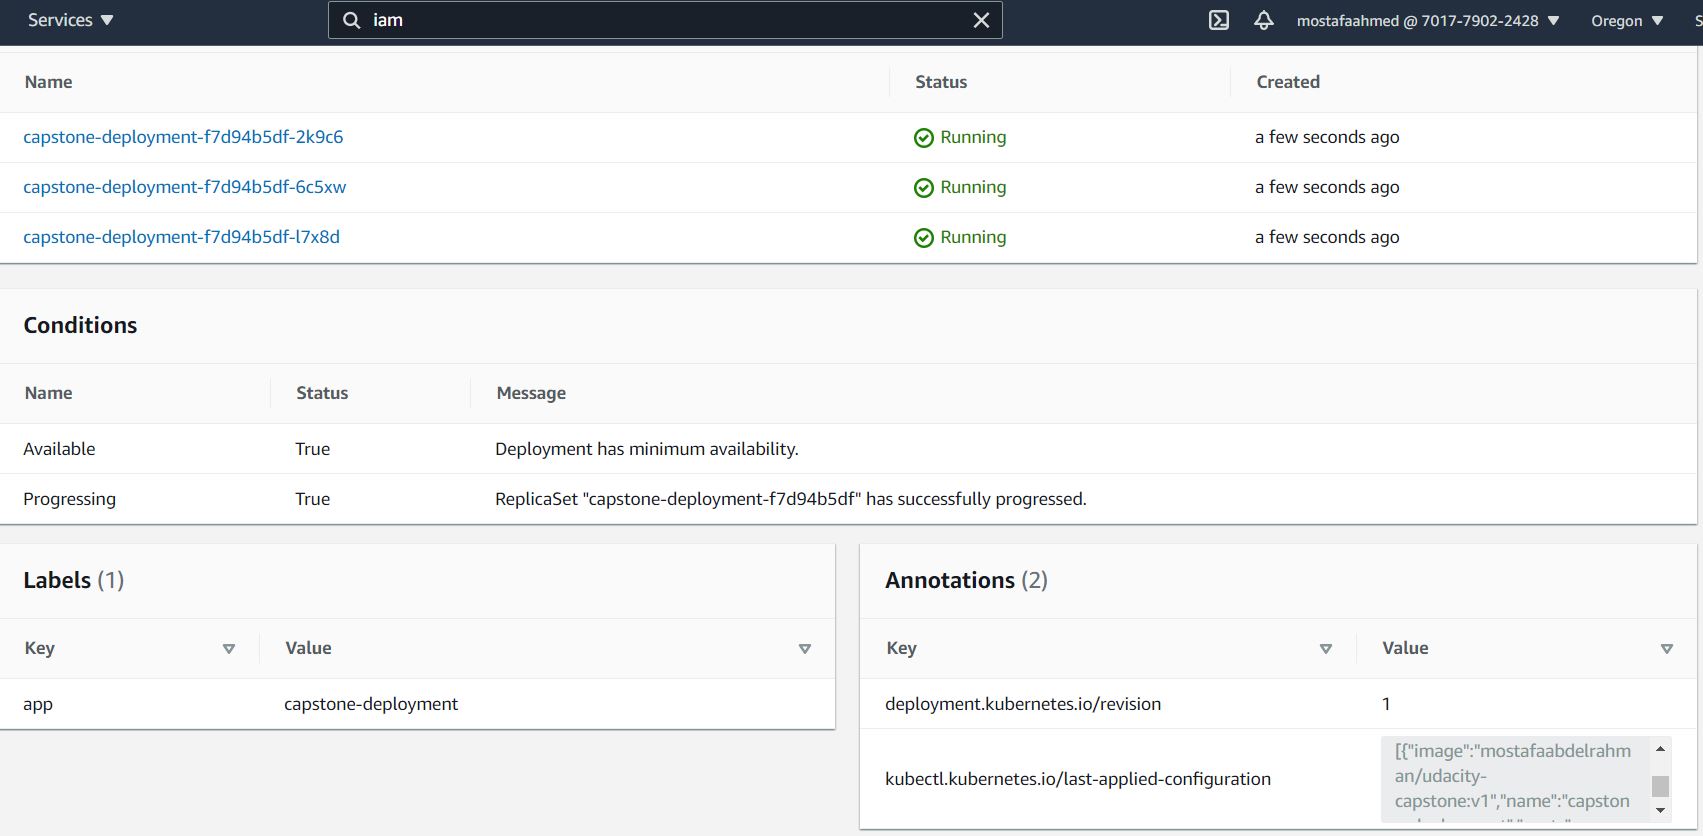 Services iam mostafaahmed @ 7017-7902-2428 Oregon S
Name Status Created
capstone-deployment-f7d94b5df-2k9c6 Running a few seconds ago
capstone-deployment-f7d94b5df-6c5xw Running a few seconds ago
capstone-deployment-f7d94b5df-l7x8d Running a few seconds ago
Conditions
Name Status Message
Available True Deployment has minimum availability.
Progressing True ReplicaSet "capstone-deployment-f7d94b5df" has successfully progressed.
Labels (1)
Key Value
app capstone-deployment
Annotations (2)
Key Value
deployment.kubernetes.io/revision 1
kubectl.kubernetes.io/last-applied-configuration
[{"image":"mostafaabdelrahm
an/udacity-
capstone:v1","name":"capston